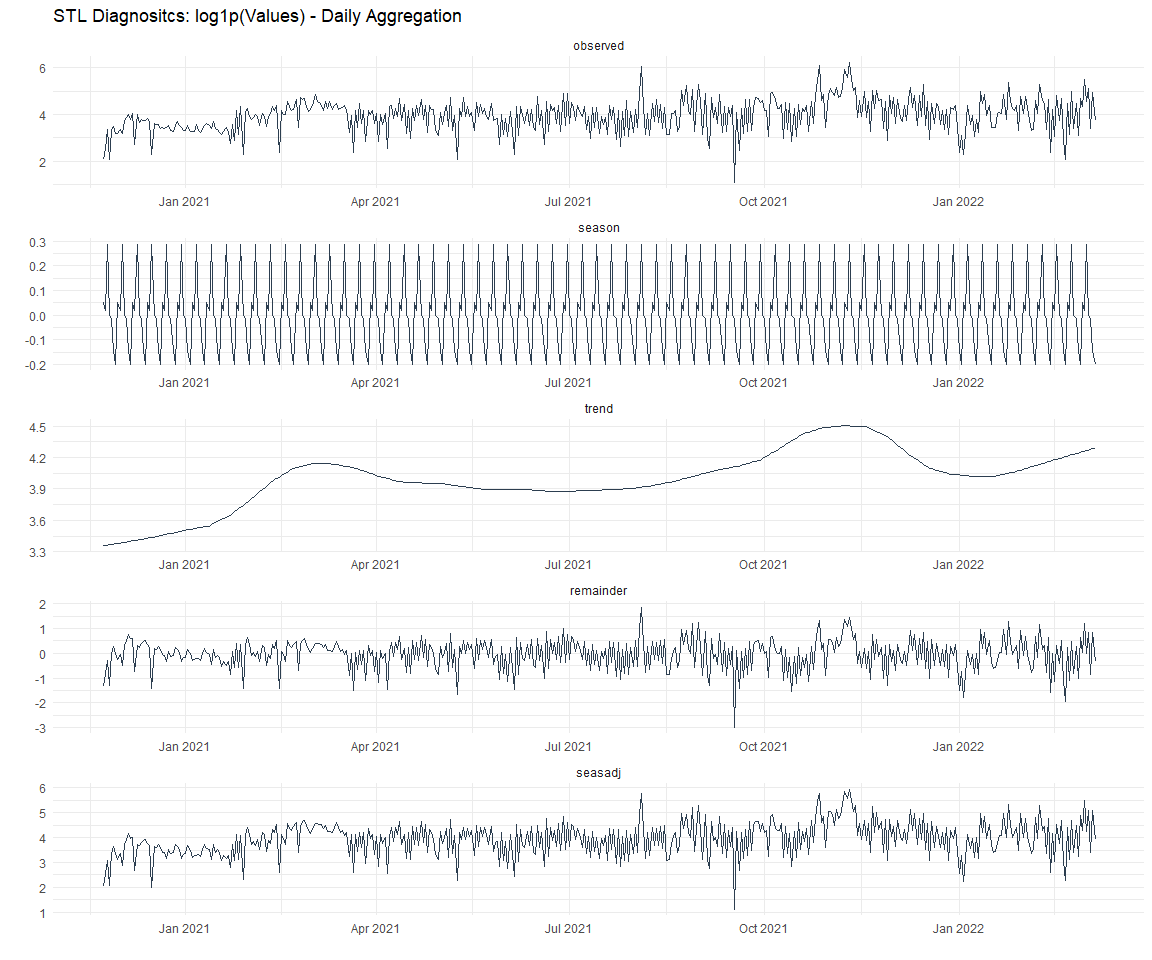 STL Diagnositcs: log1p(Values) - Daily Aggregation
observed
6
4
2
Jan 2021 Apr 2021 Jul 2021 Oct 2021 Jan 2022
season
0.3
0.2
0.1
0.0
-0.1
-0.2
Jan 2021 Apr 2021 Jul 2021 Oct 2021 Jan 2022
trend
4.5
4.2
3.9
3.6
3.3
Jan 2021 Apr 2021 Jul 2021 Oct 2021 Jan 2022
remainder
2
1
0
-1
-2
-3
Jan 2021 Apr 2021 Jul 2021 Oct 2021 Jan 2022
seasadj
6
5
4
3
2
1
Jan 2021 Apr 2021 Jul 2021 Oct 2021 Jan 2022